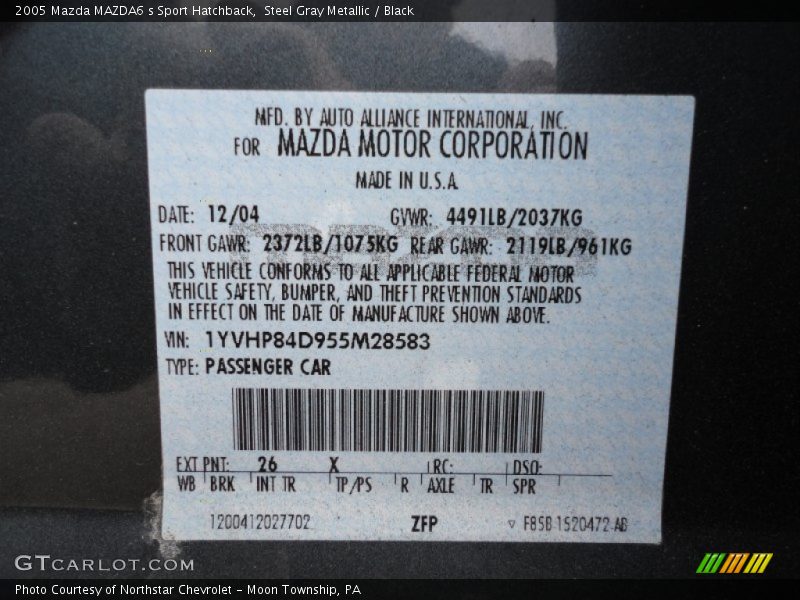 2005 Mazda MAZDA6 s Sport Hatchback,  Steel Gray Metallic / Black
MFD. BY AUTO ALLIANCE INTERNATIONAL, INC.
FOR MAZDA MOTOR CORPORATION
MADE IN U.S.A.
DATE: 12/04 GVWR: 4491LB/2037KG
FRONT GAWR: 2372LB/1075KG REAR GAWR: 2119LB/961KG
THIS VEHICLE CONFORMS TO ALL APPLICABLE FEDERAL MOTOR
VEHICLE SAFETY, BUMPER, AND THEFT PREVENTION STANDARDS
IN EFFECT ON THE DATE OF MANUFACTURE SHOWN ABOVE.
VIN: 1YVHP84D955M28583
TYPE: PASSENGER CAR
EXT PNT: 26 X RC: DSO:
WB BRK INT TR TP/PS R AXLE TR SPR
1200412027702 ZFP ▽ F85B 1520472 AB
GTCARLOT.COM
Photo Courtesy of Northstar Chevrolet - Moon Township, PA